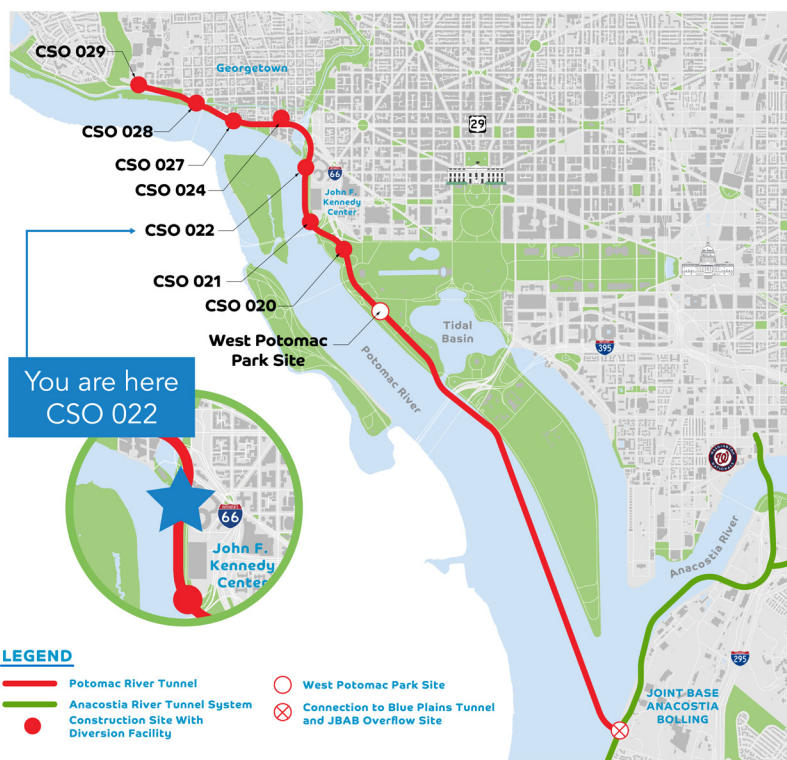 CSO 029
Georgetown
CSO 028
29
CSO 027
66
CSO 024
John F.
Kennedy
Center
CSO 022
CSO 021
CSO 020
West Potomac
Park Site
Tidal
Basin
395
Potomac River
You are here
CSO 022
W
66
John F.
Kennedy
Center
Anacostia River
295
JOINT BASE
ANACOSTIA
BOLLING
LEGEND
Potomac River Tunnel
Anacostia River Tunnel System
Construction Site With
Diversion Facility
West Potomac Park Site
Connection to Blue Plains Tunnel
and JBAB Overflow Site